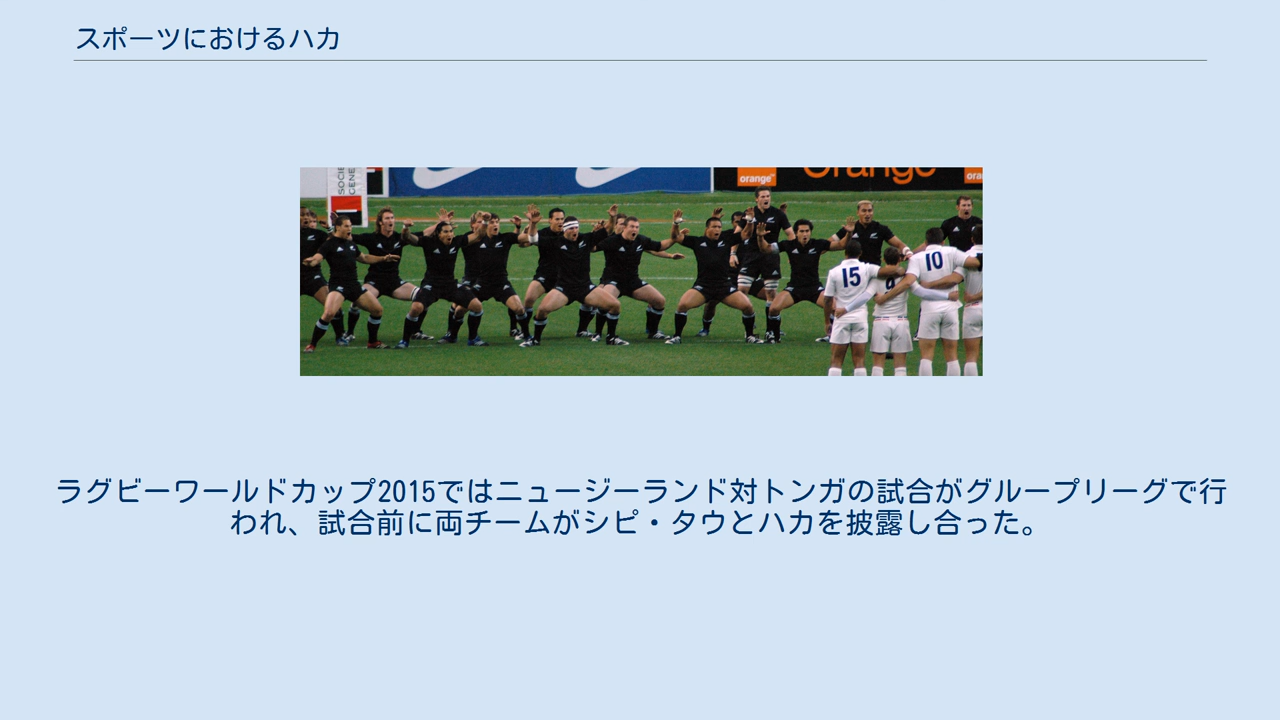 スポーツにおけるハカ
SOCIE
GENE
orange
Orange
ora
15
10
ラグビーワールドカップ2015ではニュージーランド対トンガの試合がグループリーグで行
われ、試合前に両チームがシピ・タウとハカを披露し合った。